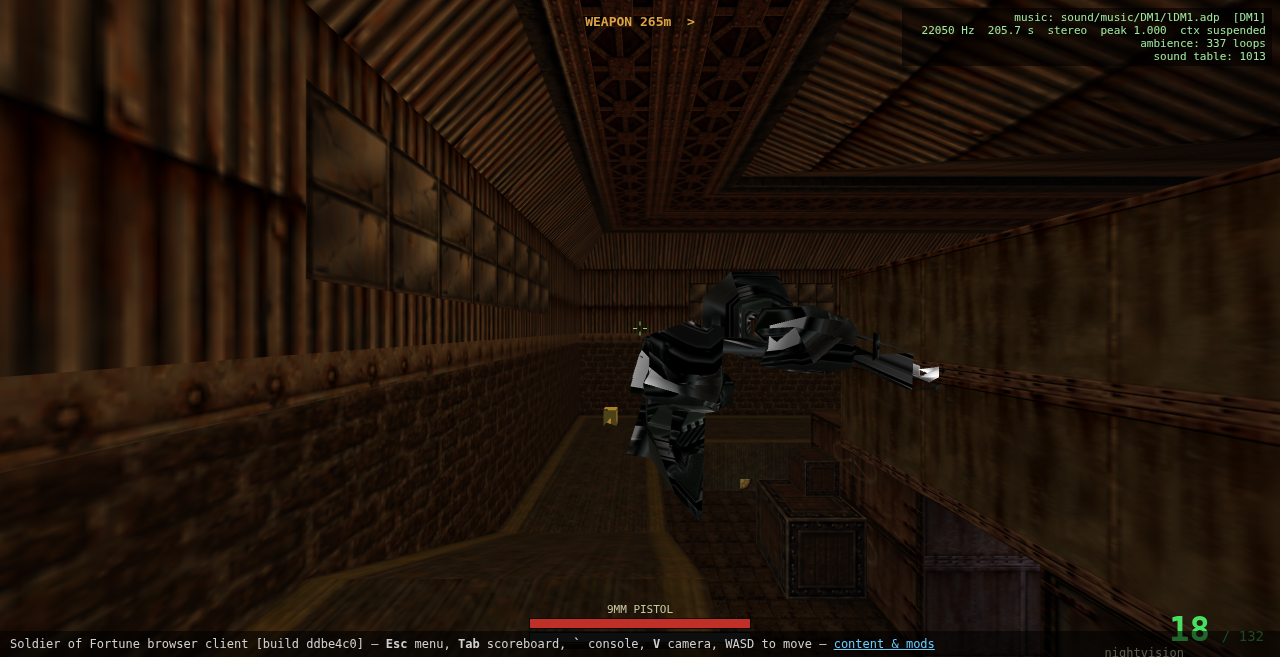 WEAPON 265m >
music: sound/music/DM1/lDM1.adp [DM1]
22050 Hz 205.7 s stereo peak 1.000 ctx suspended
ambience: 337 loops
sound table: 1013
9MM PISTOL
18 / 132
Soldier of Fortune browser client [build ddbe4c0] — Esc menu, Tab scoreboard, ` console, V camera, WASD to move — content & mods
nightvision